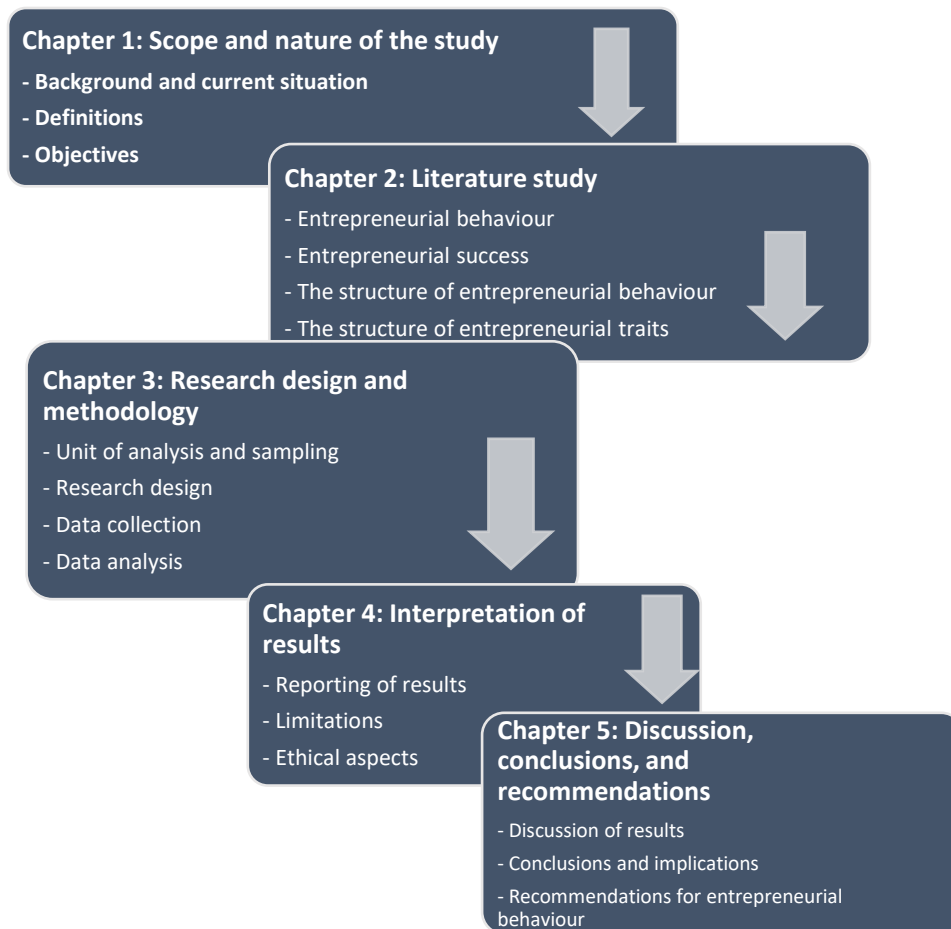 Chapter 1: Scope and nature of the study
- Background and current situation
- Definitions
- Objectives
Chapter 2: Literature study
- Entrepreneurial behaviour
- Entrepreneurial success
- The structure of entrepreneurial behaviour
- The structure of entrepreneurial traits
Chapter 3: Research design and
methodology
- Unit of analysis and sampling
- Research design
- Data collection
- Data analysis
Chapter 4: Interpretation of
results
- Reporting of results
- Limitations
- Ethical aspects
Chapter 5: Discussion,
conclusions, and
recommendations
- Discussion of results
- Conclusions and implications
- Recommendations for entrepreneurial
behaviour